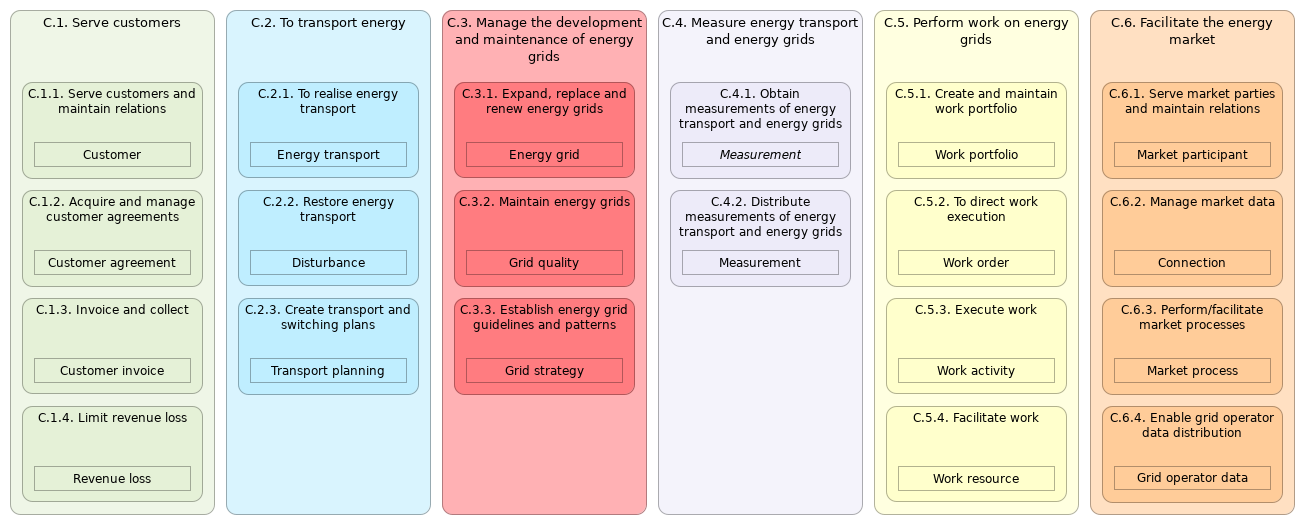 C.1. Serve customers
C.1.1. Serve customers and
maintain relations
Customer
C.1.2. Acquire and manage
customer agreements
Customer agreement
C.1.3. Invoice and collect
Customer invoice
C.1.4. Limit revenue loss
Revenue loss
C.2. To transport energy
C.2.1. To realise energy
transport
Energy transport
C.2.2. Restore energy
transport
Disturbance
C.2.3. Create transport and
switching plans
Transport planning
C.3. Manage the development
and maintenance of energy
grids
C.3.1. Expand, replace and
renew energy grids
Energy grid
C.3.2. Maintain energy grids
Grid quality
C.3.3. Establish energy grid
guidelines and patterns
Grid strategy
C.4. Measure energy transport
and energy grids
C.4.1. Obtain
measurements of energy
transport and energy grids
Measurement
C.4.2. Distribute
measurements of energy
transport and energy grids
Measurement
C.5. Perform work on energy
grids
C.5.1. Create and maintain
work portfolio
Work portfolio
C.5.2. To direct work
execution
Work order
C.5.3. Execute work
Work activity
C.5.4. Facilitate work
Work resource
C.6. Facilitate the energy
market
C.6.1. Serve market parties
and maintain relations
Market participant
C.6.2. Manage market data
Connection
C.6.3. Perform/facilitate
market processes
Market process
C.6.4. Enable grid operator
data distribution
Grid operator data